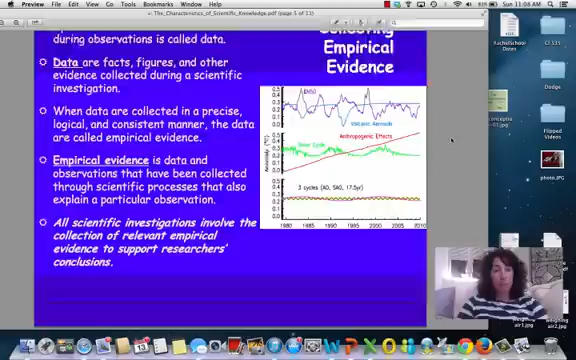 Preview File Edit View Go Tools Bookmarks Window Help
Sun 11:08 AM
The_Characteristics_of_Scientific_Knowledge.pdf (page 5 of 13)
during observations is called data.
Collecting
Empirical
Evidence
Data are facts, figures, and other
evidence collected during a scientific
investigation.
When data are collected in a precise,
logical, and consistent manner, the data
are called empirical evidence.
Empirical evidence is data and
observations that have been collected
through scientific processes that also
explain a particular observation.
All scientific investigations involve the
collection of relevant empirical
evidence to support researchers'
conclusions.
ENSO
Volcanic Aerosols
Anthropogenic Effects
Solar Cycle
3 cycles (AO, SAO, 17.5yr)
1980 1985 1990 1995 2000 2005 2010
RachelSchool
Dodge
Flipped
Videos
photo.JPG